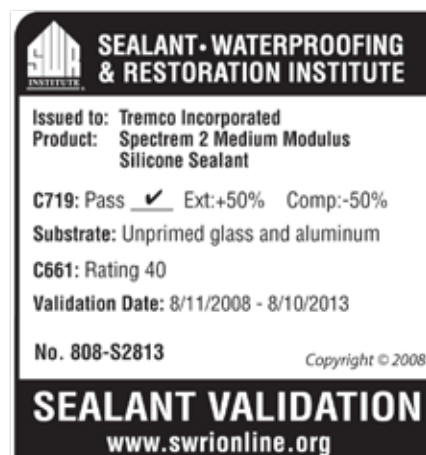 SWR
INSTITUTE
SEALANT • WATERPROOFING
& RESTORATION INSTITUTE
Issued to: Tremco Incorporated
Product: Spectrem 2 Medium Modulus
Silicone Sealant
C719: Pass ✔ Ext:+50% Comp:-50%
Substrate: Unprimed glass and aluminum
C661: Rating 40
Validation Date: 8/11/2008 - 8/10/2013
No. 808-S2813
Copyright © 2008
SEALANT VALIDATION
www.swrionline.org